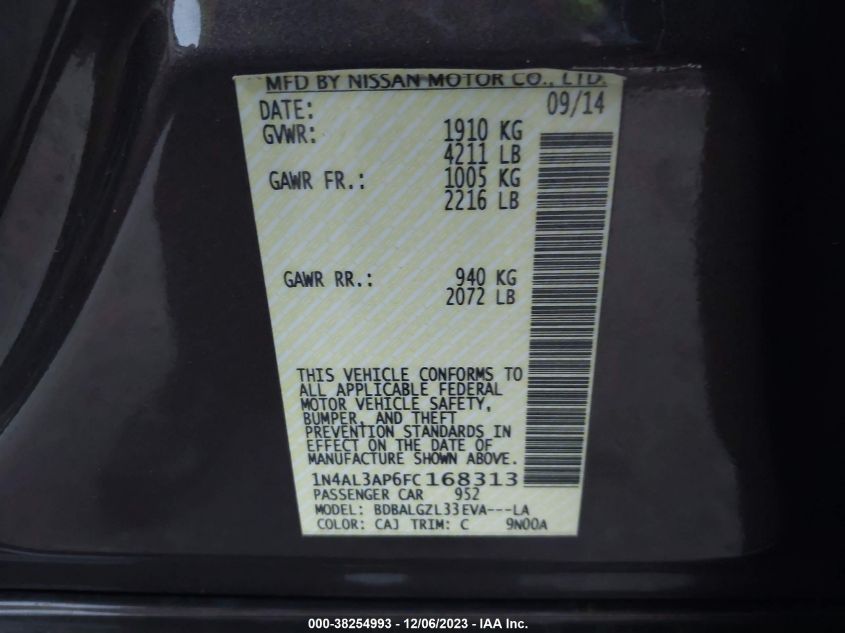 MFD BY NISSAN MOTOR CO., LTD.
DATE: 09/14
GVWR: 1910 KG
4211 LB
GAWR FR.: 1005 KG
2216 LB
GAWR RR.: 940 KG
2072 LB
THIS VEHICLE CONFORMS TO
ALL APPLICABLE FEDERAL
MOTOR VEHICLE SAFETY,
BUMPER, AND THEFT
PREVENTION STANDARDS IN
EFFECT ON THE DATE OF
MANUFACTURE SHOWN ABOVE.
1N4AL3AP6FC168313
PASSENGER CAR 952
MODEL: BDBALGZL33EVA---LA
COLOR: CAJ TRIM: C 9N00A
000-38254993 - 12/06/2023 - IAA Inc.